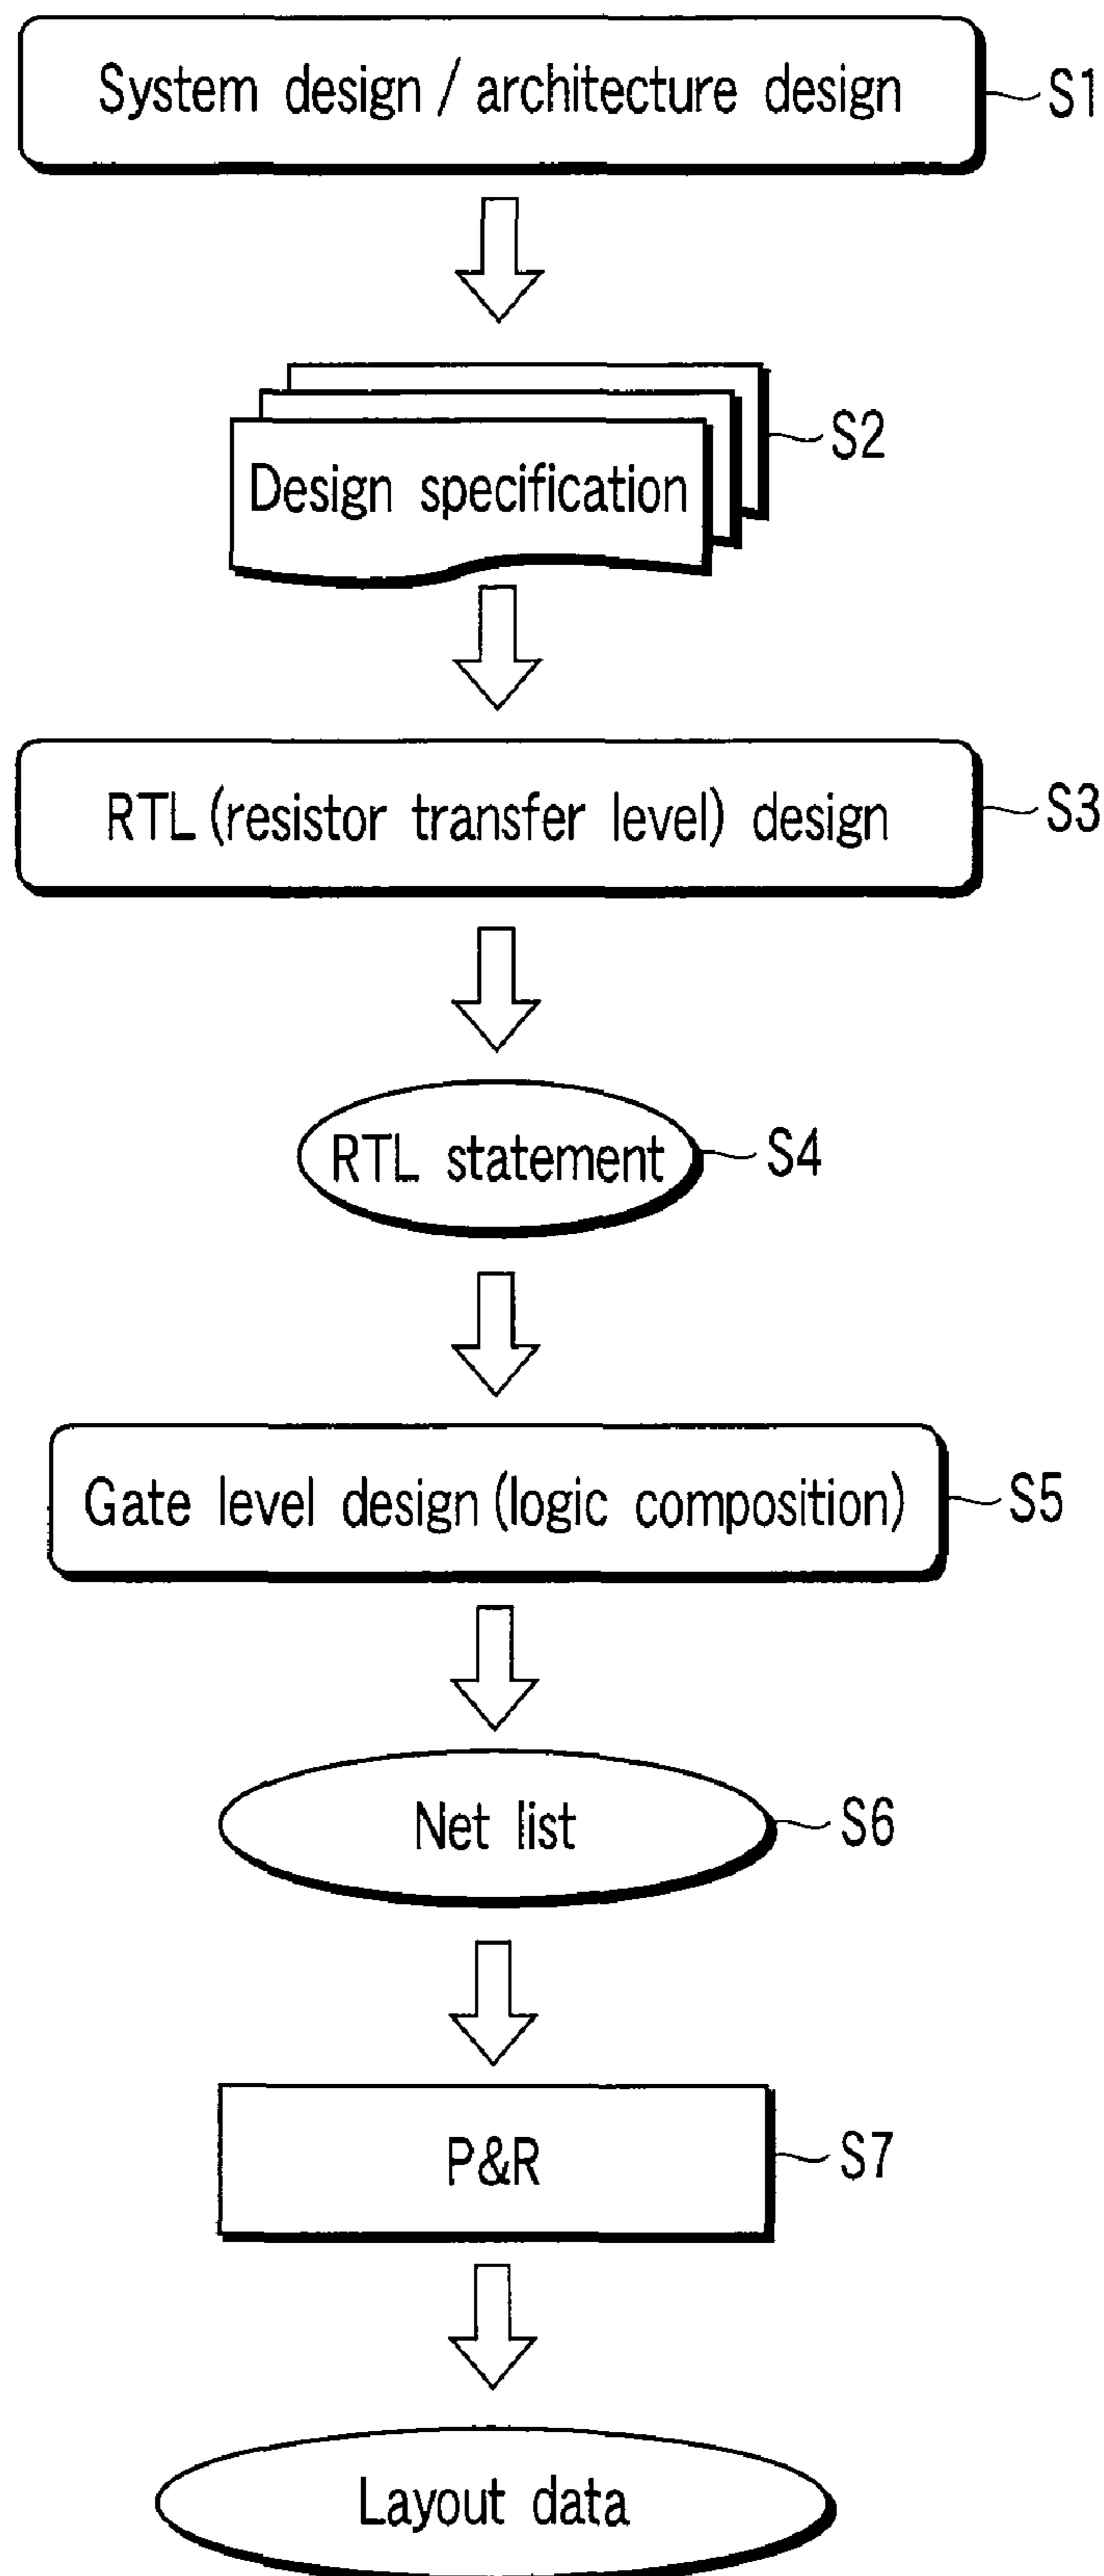 System design / architecture design
S1
Design specification
S2
RTL (resistor transfer level) design
S3
RTL statement
S4
Gate level design (logic composition)
S5
Net list
S6
P&R
S7
Layout data